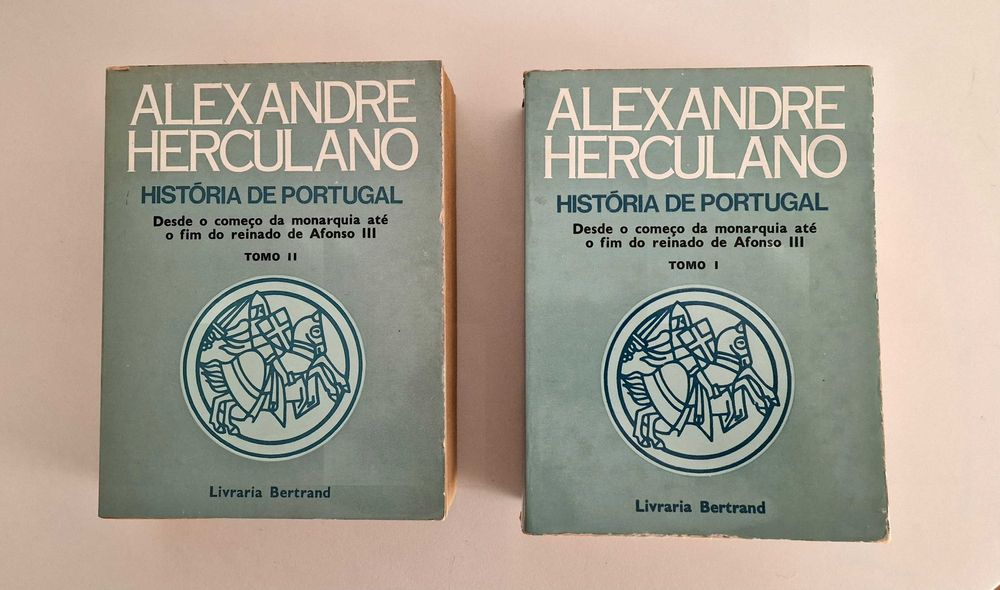 ALEXANDRE
HERCULANO
HISTÓRIA DE PORTUGAL
Desde o começo da monarquia até
o fim do reinado de Afonso III
TOMO II
Livraria Bertrand
ALEXANDRE
HERCULANO
HISTÓRIA DE PORTUGAL
Desde o começo da monarquia até
o fim do reinado de Afonso III
TOMO I
Livraria Bertrand